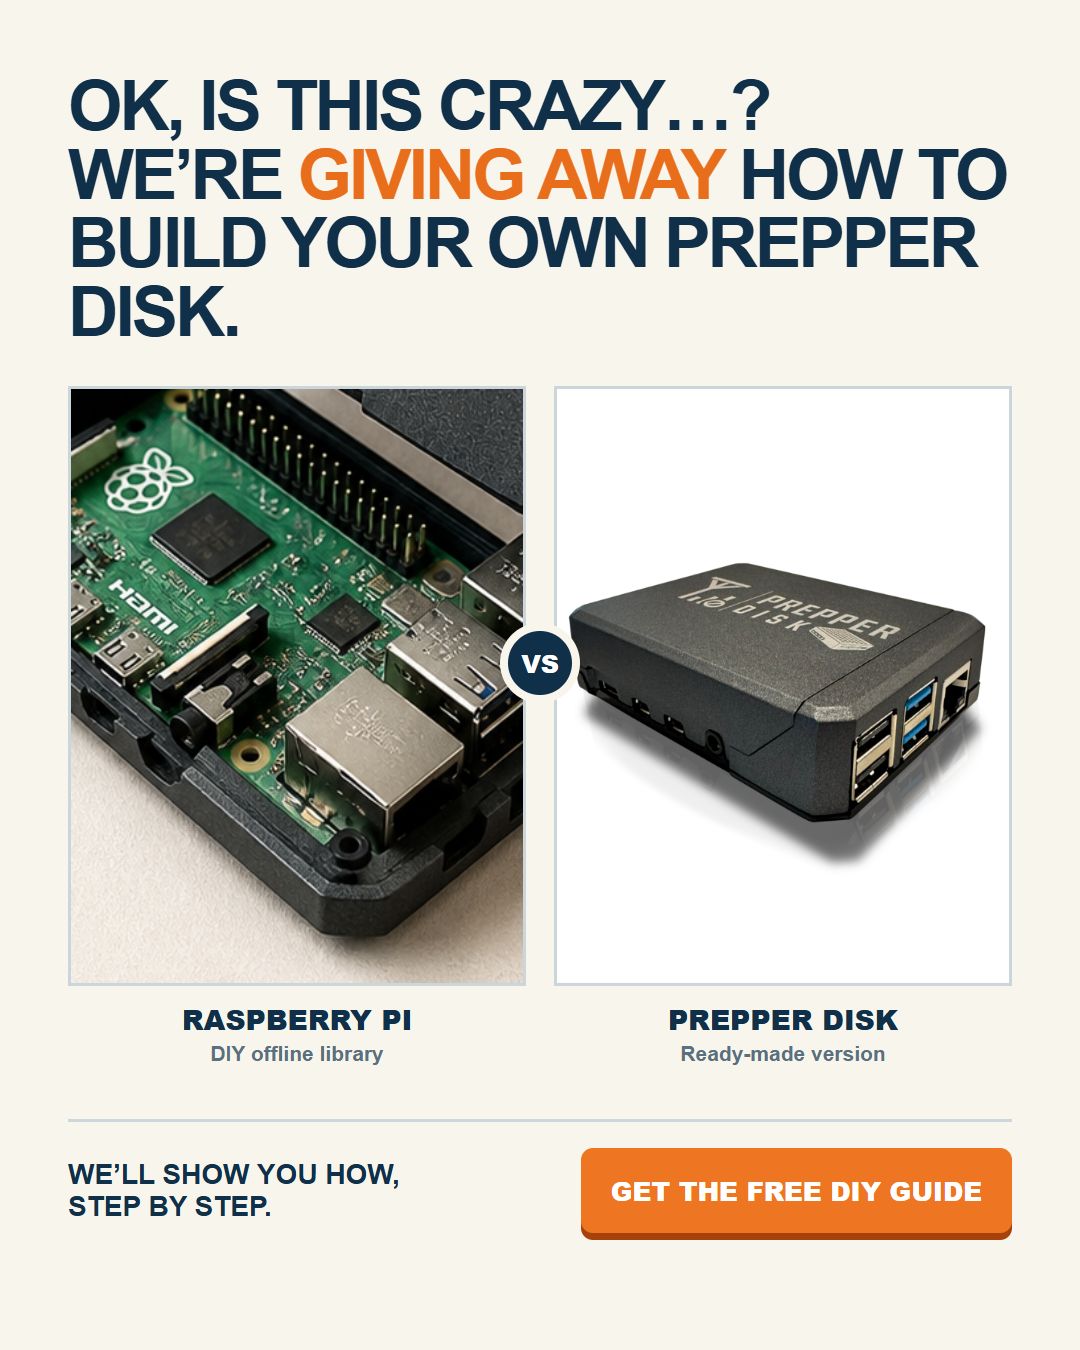 OK, IS THIS CRAZY…?
WE’RE GIVING AWAY HOW TO
BUILD YOUR OWN PREPPER
DISK.
Hami
PREPPER
DISK
VS
RASPBERRY PI
DIY offline library
PREPPER DISK
Ready-made version
WE’LL SHOW YOU HOW,
STEP BY STEP.
GET THE FREE DIY GUIDE